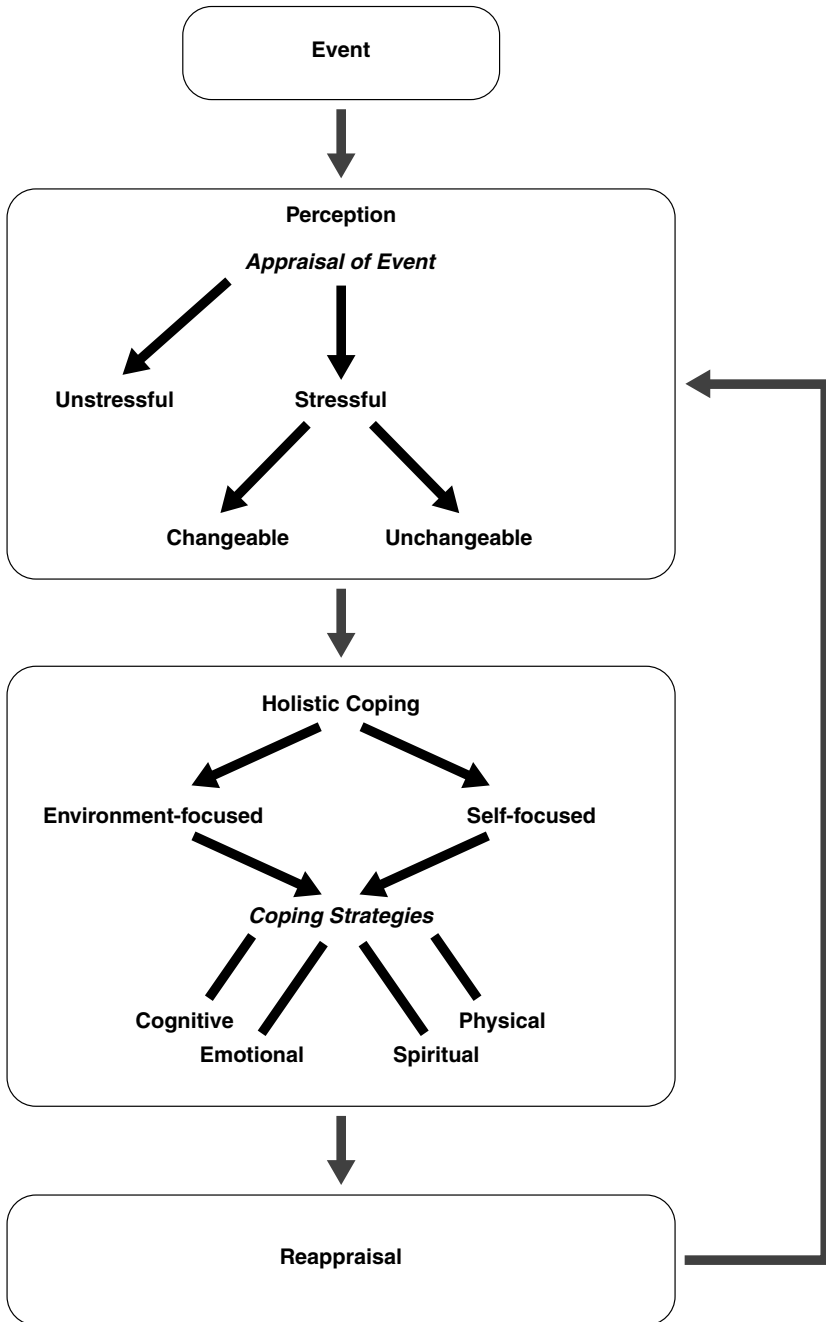 Event
Perception
Appraisal of Event
Unstressful
Stressful
Changeable
Unchangeable
Holistic Coping
Environment-focused
Self-focused
Coping Strategies
Cognitive
Physical
Emotional
Spiritual
Reappraisal